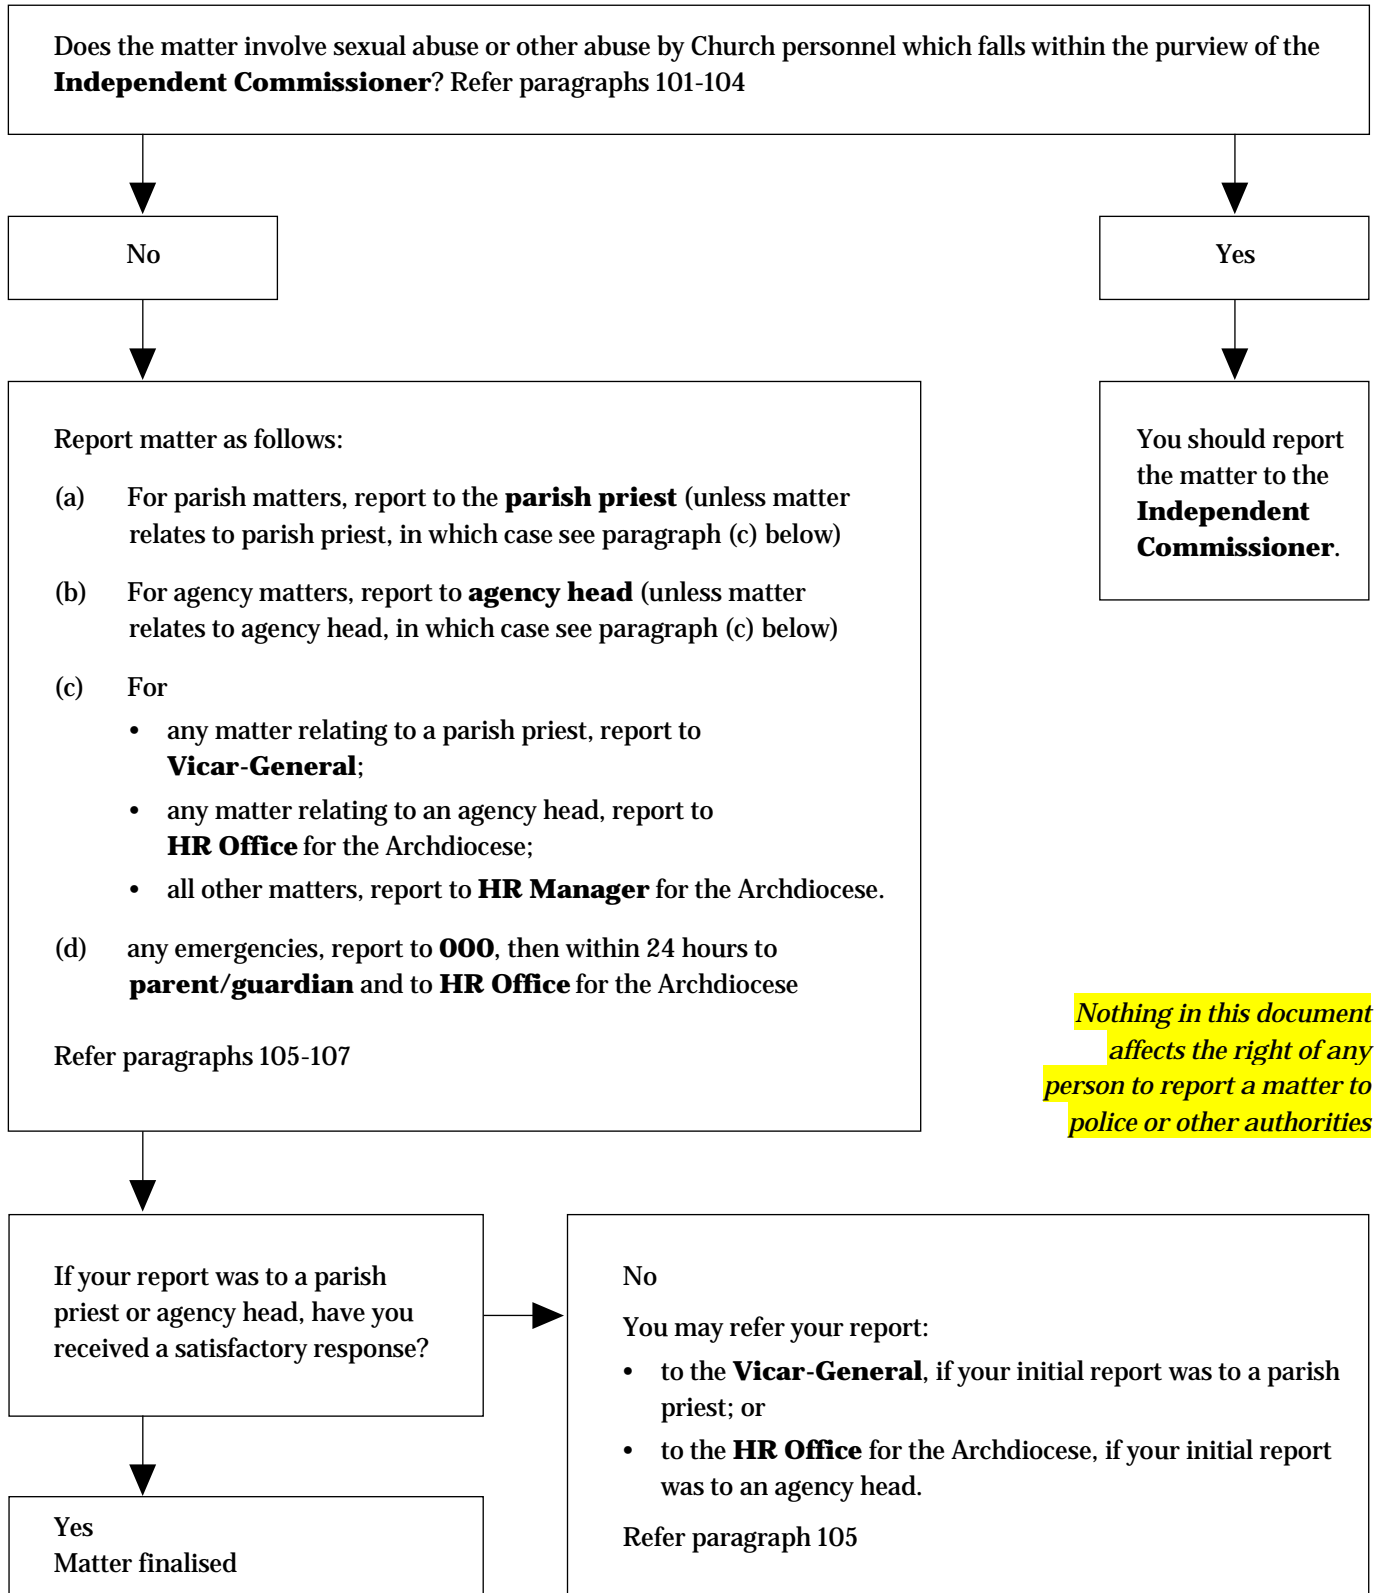 Does the matter involve sexual abuse or other abuse by Church personnel which falls within the purview of the
Independent Commissioner? Refer paragraphs 101-104
No
Yes
Report matter as follows:
(a) For parish matters, report to the parish priest (unless matter
relates to parish priest, in which case see paragraph (c) below)
(b) For agency matters, report to agency head (unless matter
relates to agency head, in which case see paragraph (c) below)
(c) For
• any matter relating to a parish priest, report to
Vicar-General;
• any matter relating to an agency head, report to
HR Office for the Archdiocese;
• all other matters, report to HR Manager for the Archdiocese.
(d) any emergencies, report to 000, then within 24 hours to
parent/guardian and to HR Office for the Archdiocese
Refer paragraphs 105-107
You should report
the matter to the
Independent
Commissioner.
Nothing in this document
affects the right of any
person to report a matter to
police or other authorities
If your report was to a parish
priest or agency head, have you
received a satisfactory response?
No
You may refer your report:
• to the Vicar-General, if your initial report was to a parish
priest; or
• to the HR Office for the Archdiocese, if your initial report
was to an agency head.
Refer paragraph 105
Yes
Matter finalised